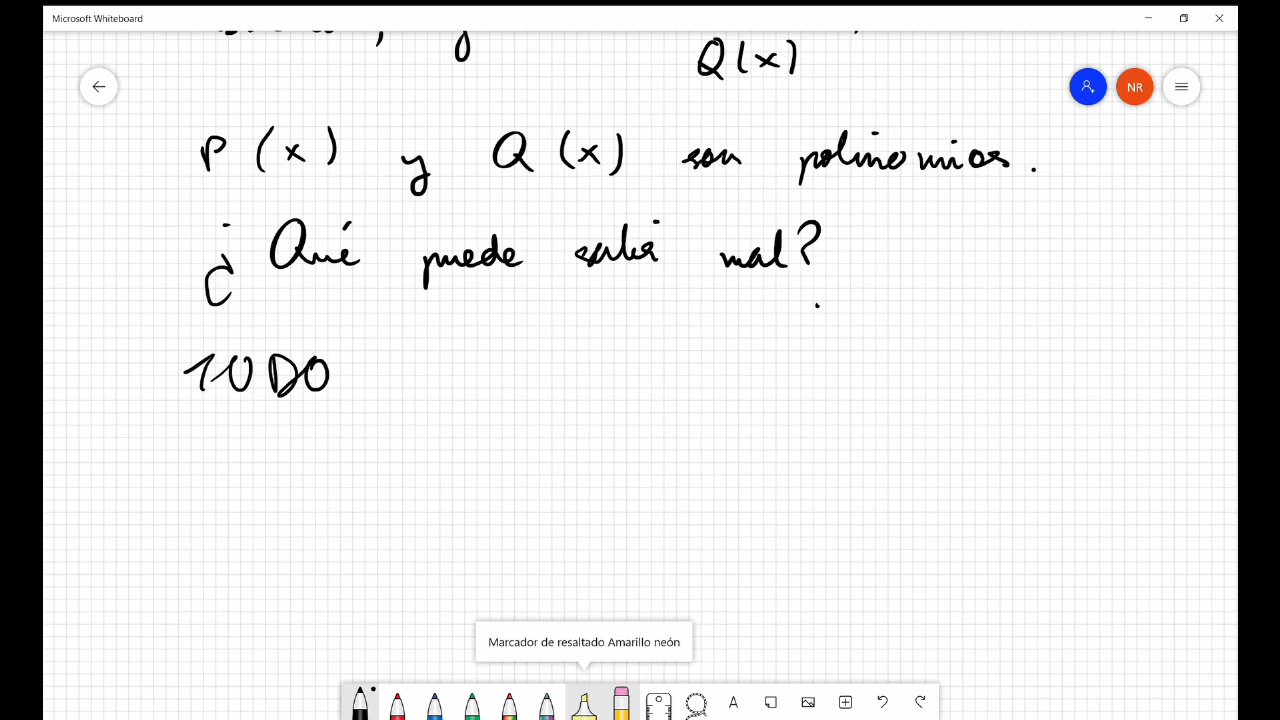 Microsoft Whiteboard
Q(x)
NR
P(x) y Q(x) son polinomios.
¿Qué puede salir mal?
TODO
Marcador de resaltado Amarillo neón
A